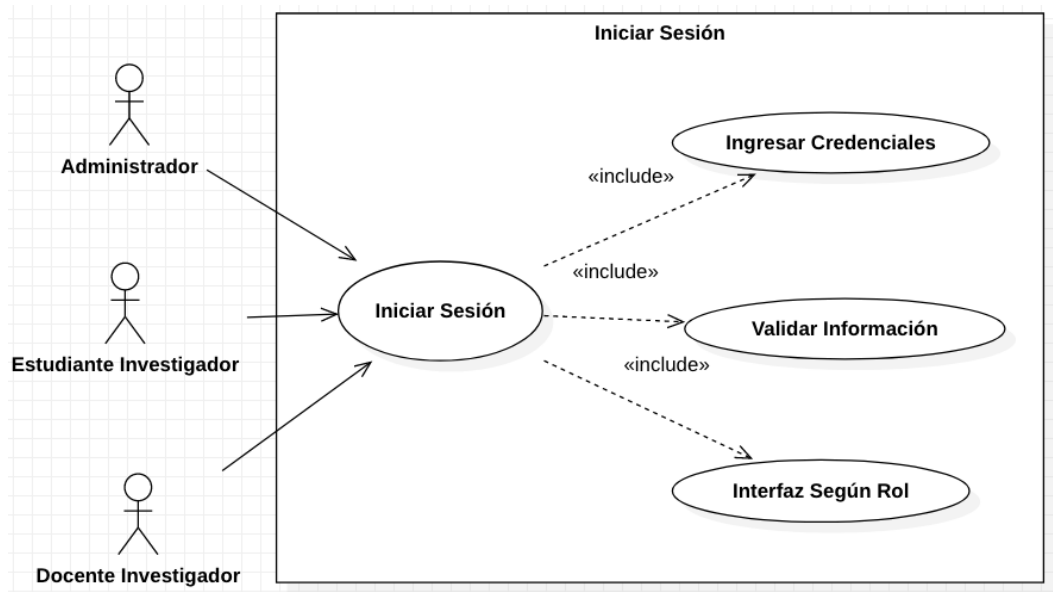 Iniciar Sesión
Administrador
Ingresar Credenciales
«include»
«include»
Estudiante Investigador
Iniciar Sesión
Validar Información
«include»
Interfaz Según Rol
Docente Investigador